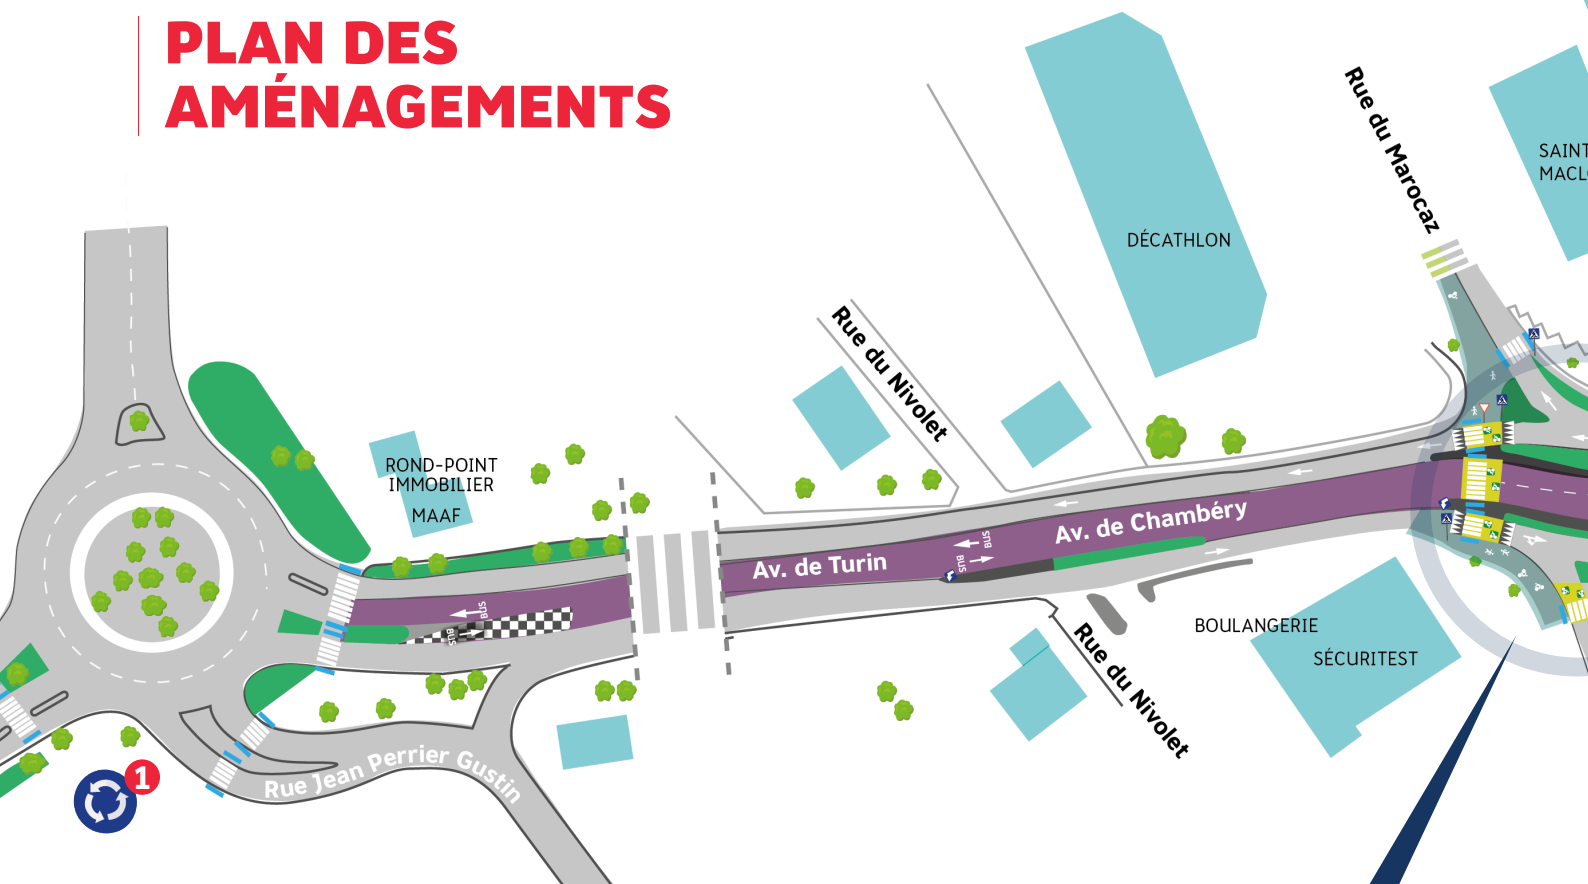 PLAN DES
AMÉNAGEMENTS
Rue du Marocaz
SAINT
DÉCATHLON
Rue du Nivolet
ROND-POINT
IMMOBILIER
MAAF
BUS
BUS
Av. de Turin
BUS
BUS
Av. de Chambéry
BOULANGERIE
SÉCURITEST
Rue du Nivolet
Rue Jean Perrier Gustin
1